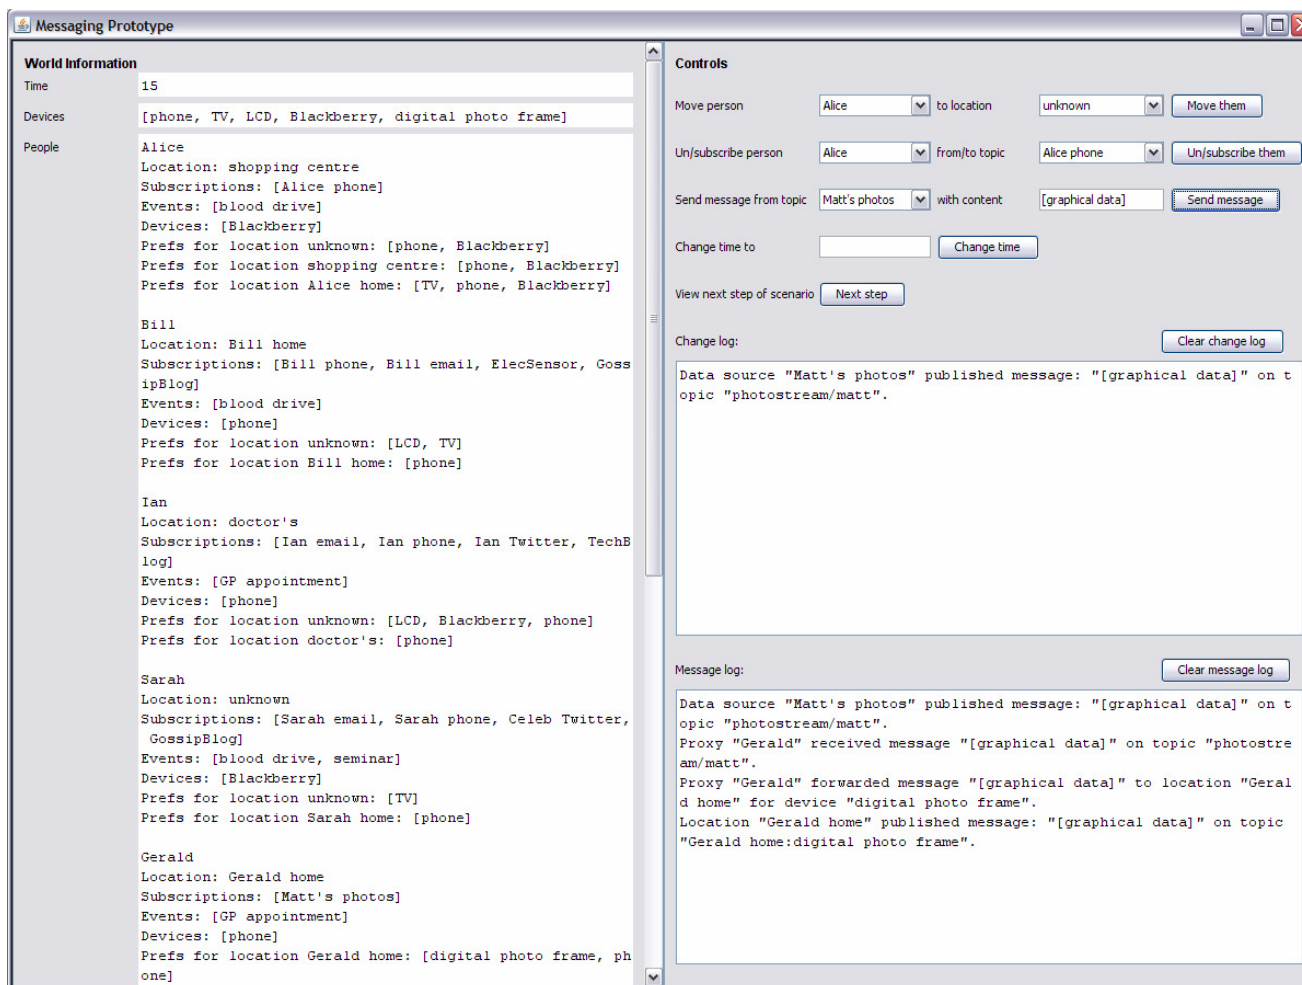 Messaging Prototype
World Information
Time
15
Devices
[phone, TV, LCD, Blackberry, digital photo frame]
People
Alice
Location: shopping centre
Subscriptions: [Alice phone]
Events: [blood drive]
Devices: [Blackberry]
Prefs for location unknown: [phone, Blackberry]
Prefs for location shopping centre: [phone, Blackberry]
Prefs for location Alice home: [TV, phone, Blackberry]
Bill
Location: Bill home
Subscriptions: [Bill phone, Bill email, ElecSensor, Goss
ipBlog]
Events: [blood drive]
Devices: [phone]
Prefs for location unknown: [LCD, TV]
Prefs for location Bill home: [phone]
Ian
Location: doctor's
Subscriptions: [Ian email, Ian phone, Ian Twitter, TechB
log]
Events: [GP appointment]
Devices: [phone]
Prefs for location unknown: [LCD, Blackberry, phone]
Prefs for location doctor's: [phone]
Sarah
Location: unknown
Subscriptions: [Sarah email, Sarah phone, Celeb Twitter,
GossipBlog]
Events: [blood drive, seminar]
Devices: [Blackberry]
Prefs for location unknown: [TV]
Prefs for location Sarah home: [phone]
Gerald
Location: Gerald home
Subscriptions: [Matt's photos]
Events: [GP appointment]
Devices: [phone]
Prefs for location Gerald home: [digital photo frame, ph
one]
Controls
Move person Alice to location unknown Move them
Un/subscribe person Alice from/to topic Alice phone Un/subscribe them
Send message from topic Matt's photos with content [graphical data] Send message
Change time to Change time
View next step of scenario Next step
Change log: Clear change log
Data source "Matt's photos" published message: "[graphical data]" on t
opic "photostream/matt".
Message log: Clear message log
Data source "Matt's photos" published message: "[graphical data]" on t
opic "photostream/matt".
Proxy "Gerald" received message "[graphical data]" on topic "photostre
am/matt".
Proxy "Gerald" forwarded message "[graphical data]" to location "Geral
d home" for device "digital photo frame".
Location "Gerald home" published message: "[graphical data]" on topic
"Gerald home:digital photo frame".